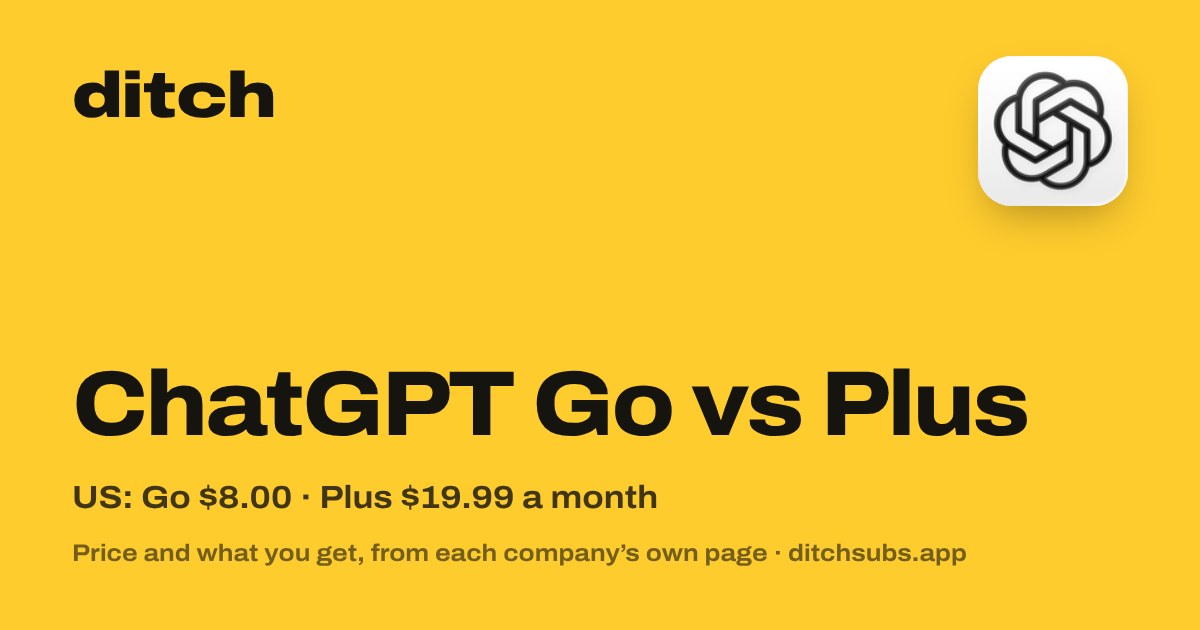 ditch
ChatGPT Go vs Plus
US: Go $8.00 · Plus $19.99 a month
Price and what you get, from each company’s own page · ditchsubs.app